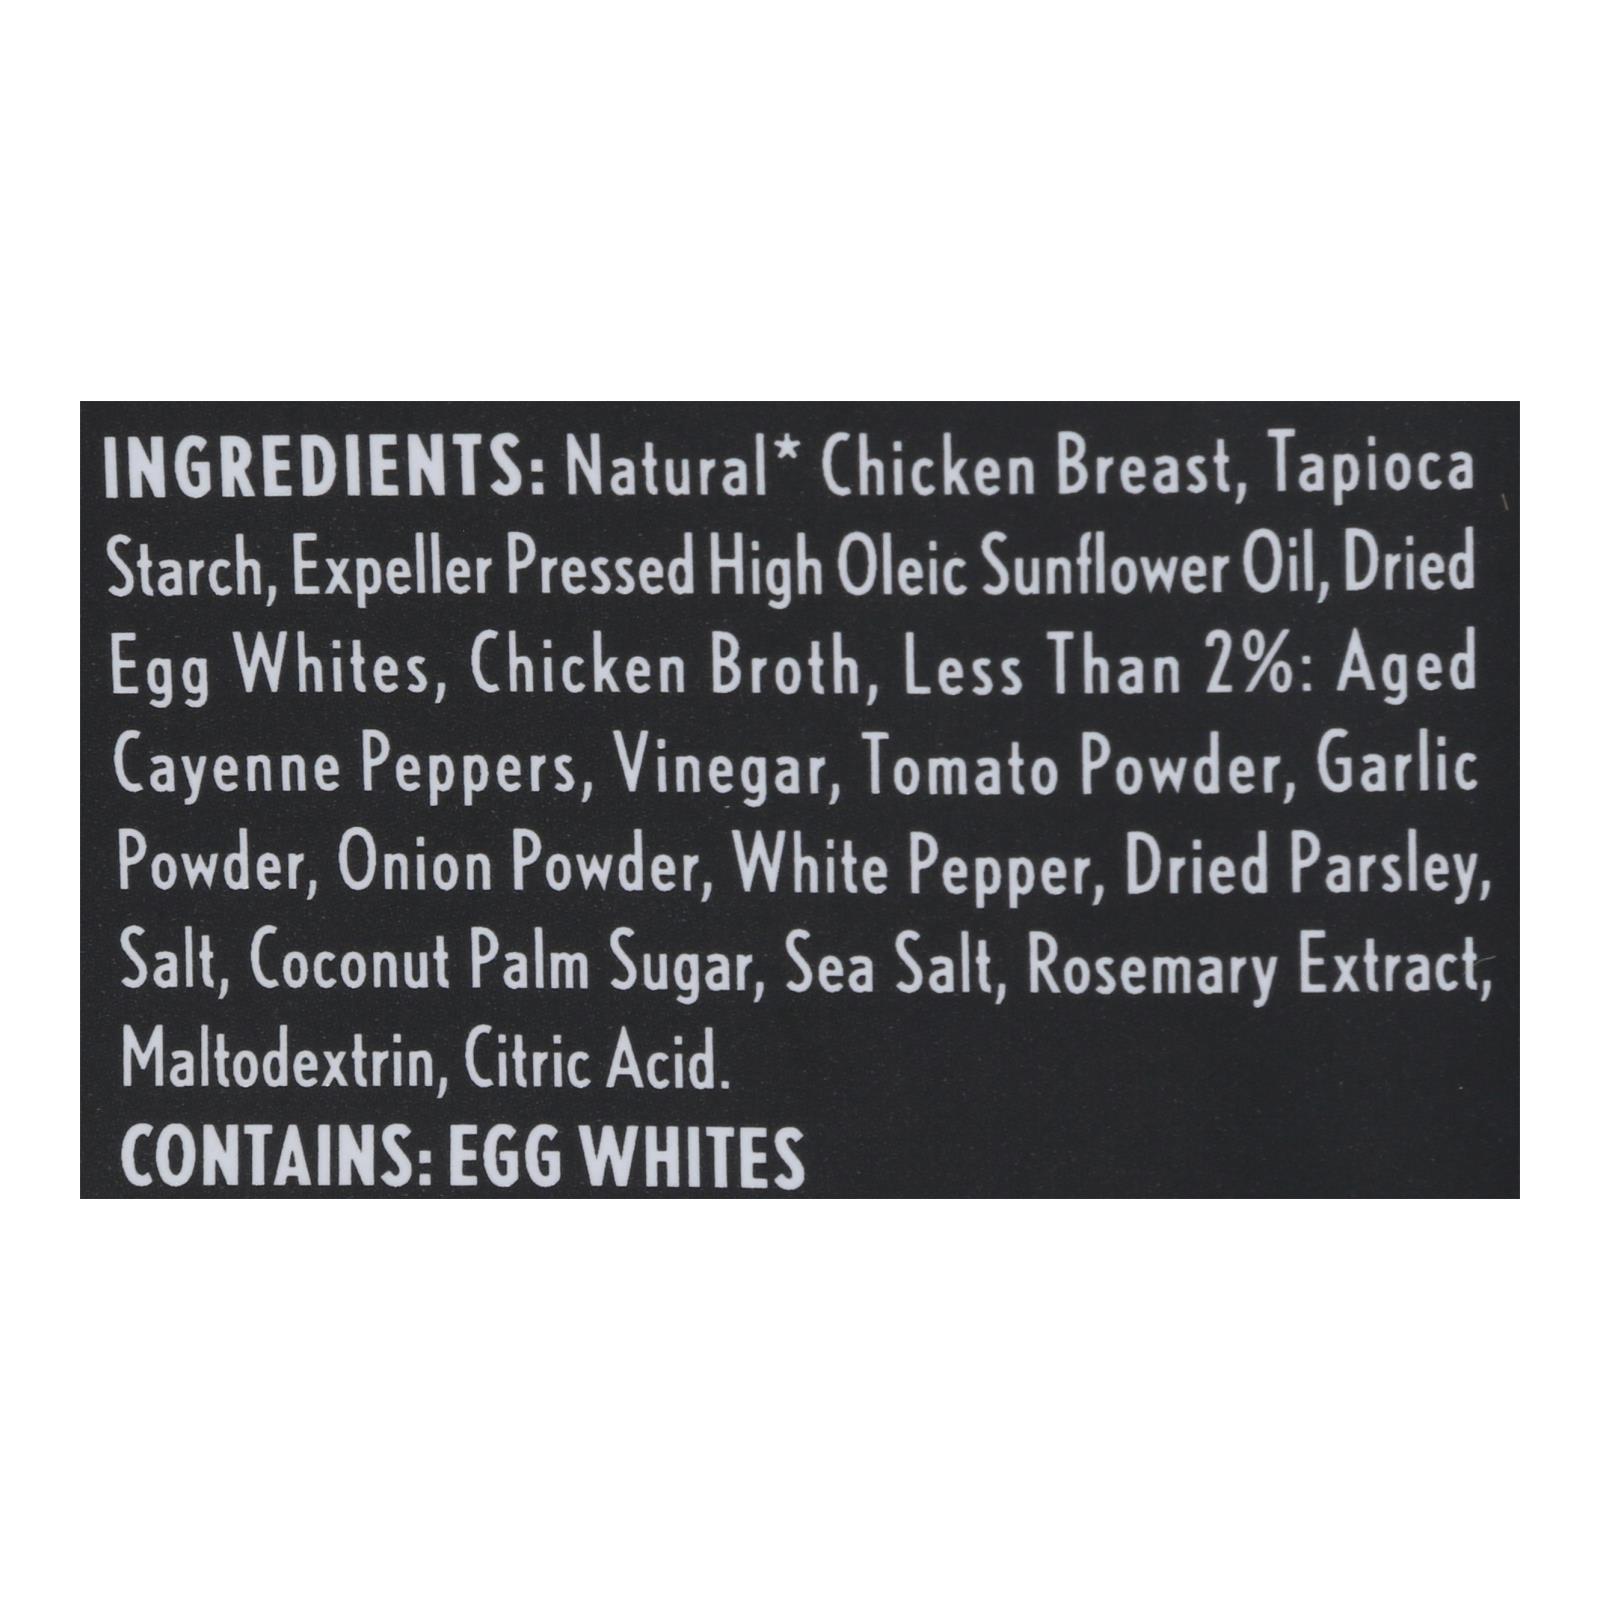 INGREDIENTS: Natural* Chicken Breast, Tapioca
Starch, Expeller Pressed High Oleic Sunflower Oil, Dried
Egg Whites, Chicken Broth, Less Than 2%: Aged
Cayenne Peppers, Vinegar, Tomato Powder, Garlic
Powder, Onion Powder, White Pepper, Dried Parsley,
Salt, Coconut Palm Sugar, Sea Salt, Rosemary Extract,
Maltodextrin, Citric Acid.
CONTAINS: EGG WHITES